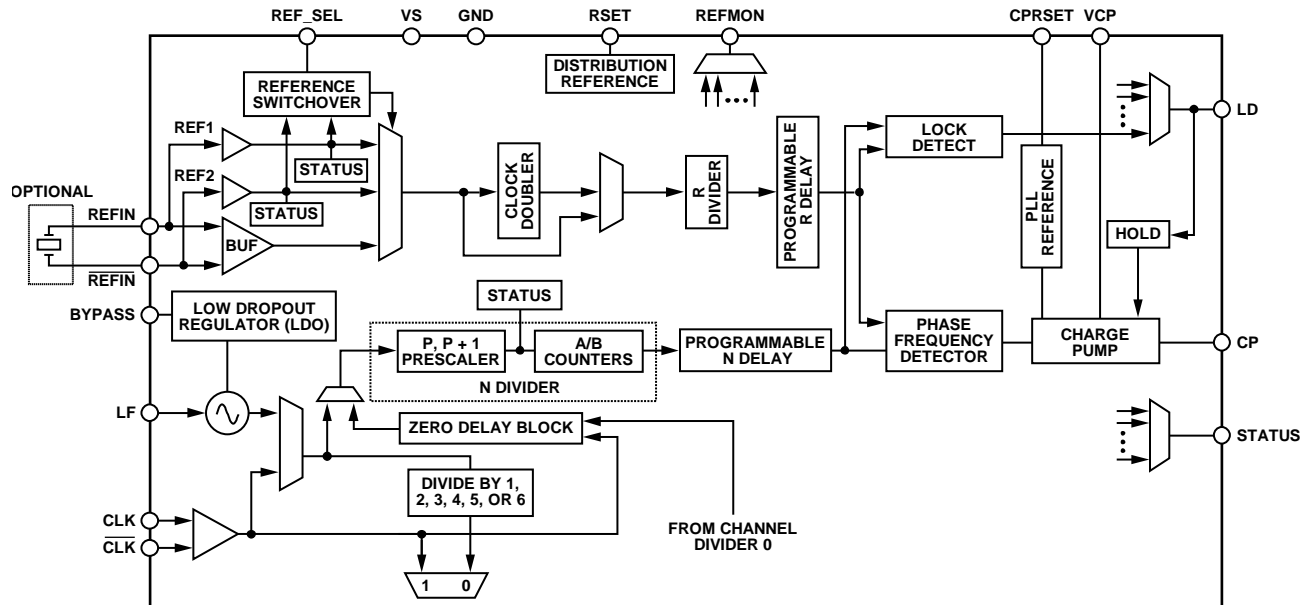 REF_SEL
VS
GND
RSET
REFMON
CPRSET
VCP
REFERENCE
SWITCHOVER
DISTRIBUTION
REFERENCE
REF1
STATUS
REF2
STATUS
OPTIONAL
REFIN
REFIN
BUF
CLOCK
DOUBLER
R
DIVIDER
PROGRAMMABLE
R DELAY
LOCK
DETECT
PLL
REFERENCE
HOLD
LD
BYPASS
LOW DROPOUT
REGULATOR (LDO)
STATUS
P, P + 1
PRESCALER
A/B
COUNTERS
N DIVIDER
PROGRAMMABLE
N DELAY
PHASE
FREQUENCY
DETECTOR
CHARGE
PUMP
CP
LF
ZERO DELAY BLOCK
STATUS
DIVIDE BY 1,
2, 3, 4, 5, OR 6
CLK
CLK
FROM CHANNEL
DIVIDER 0
1 0